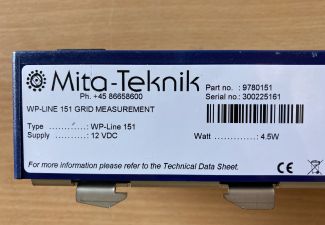 Mita-Teknik
Ph. +45 86658600
Part no. : 9780151
Serial no.: 300225161
WP-LINE 151 GRID MEASUREMENT
Type ..............: WP-Line 151
Supply ............: 12 VDC
Watt ..................: 4.5W
For more information please refer to the Technical Data Sheet.
CE